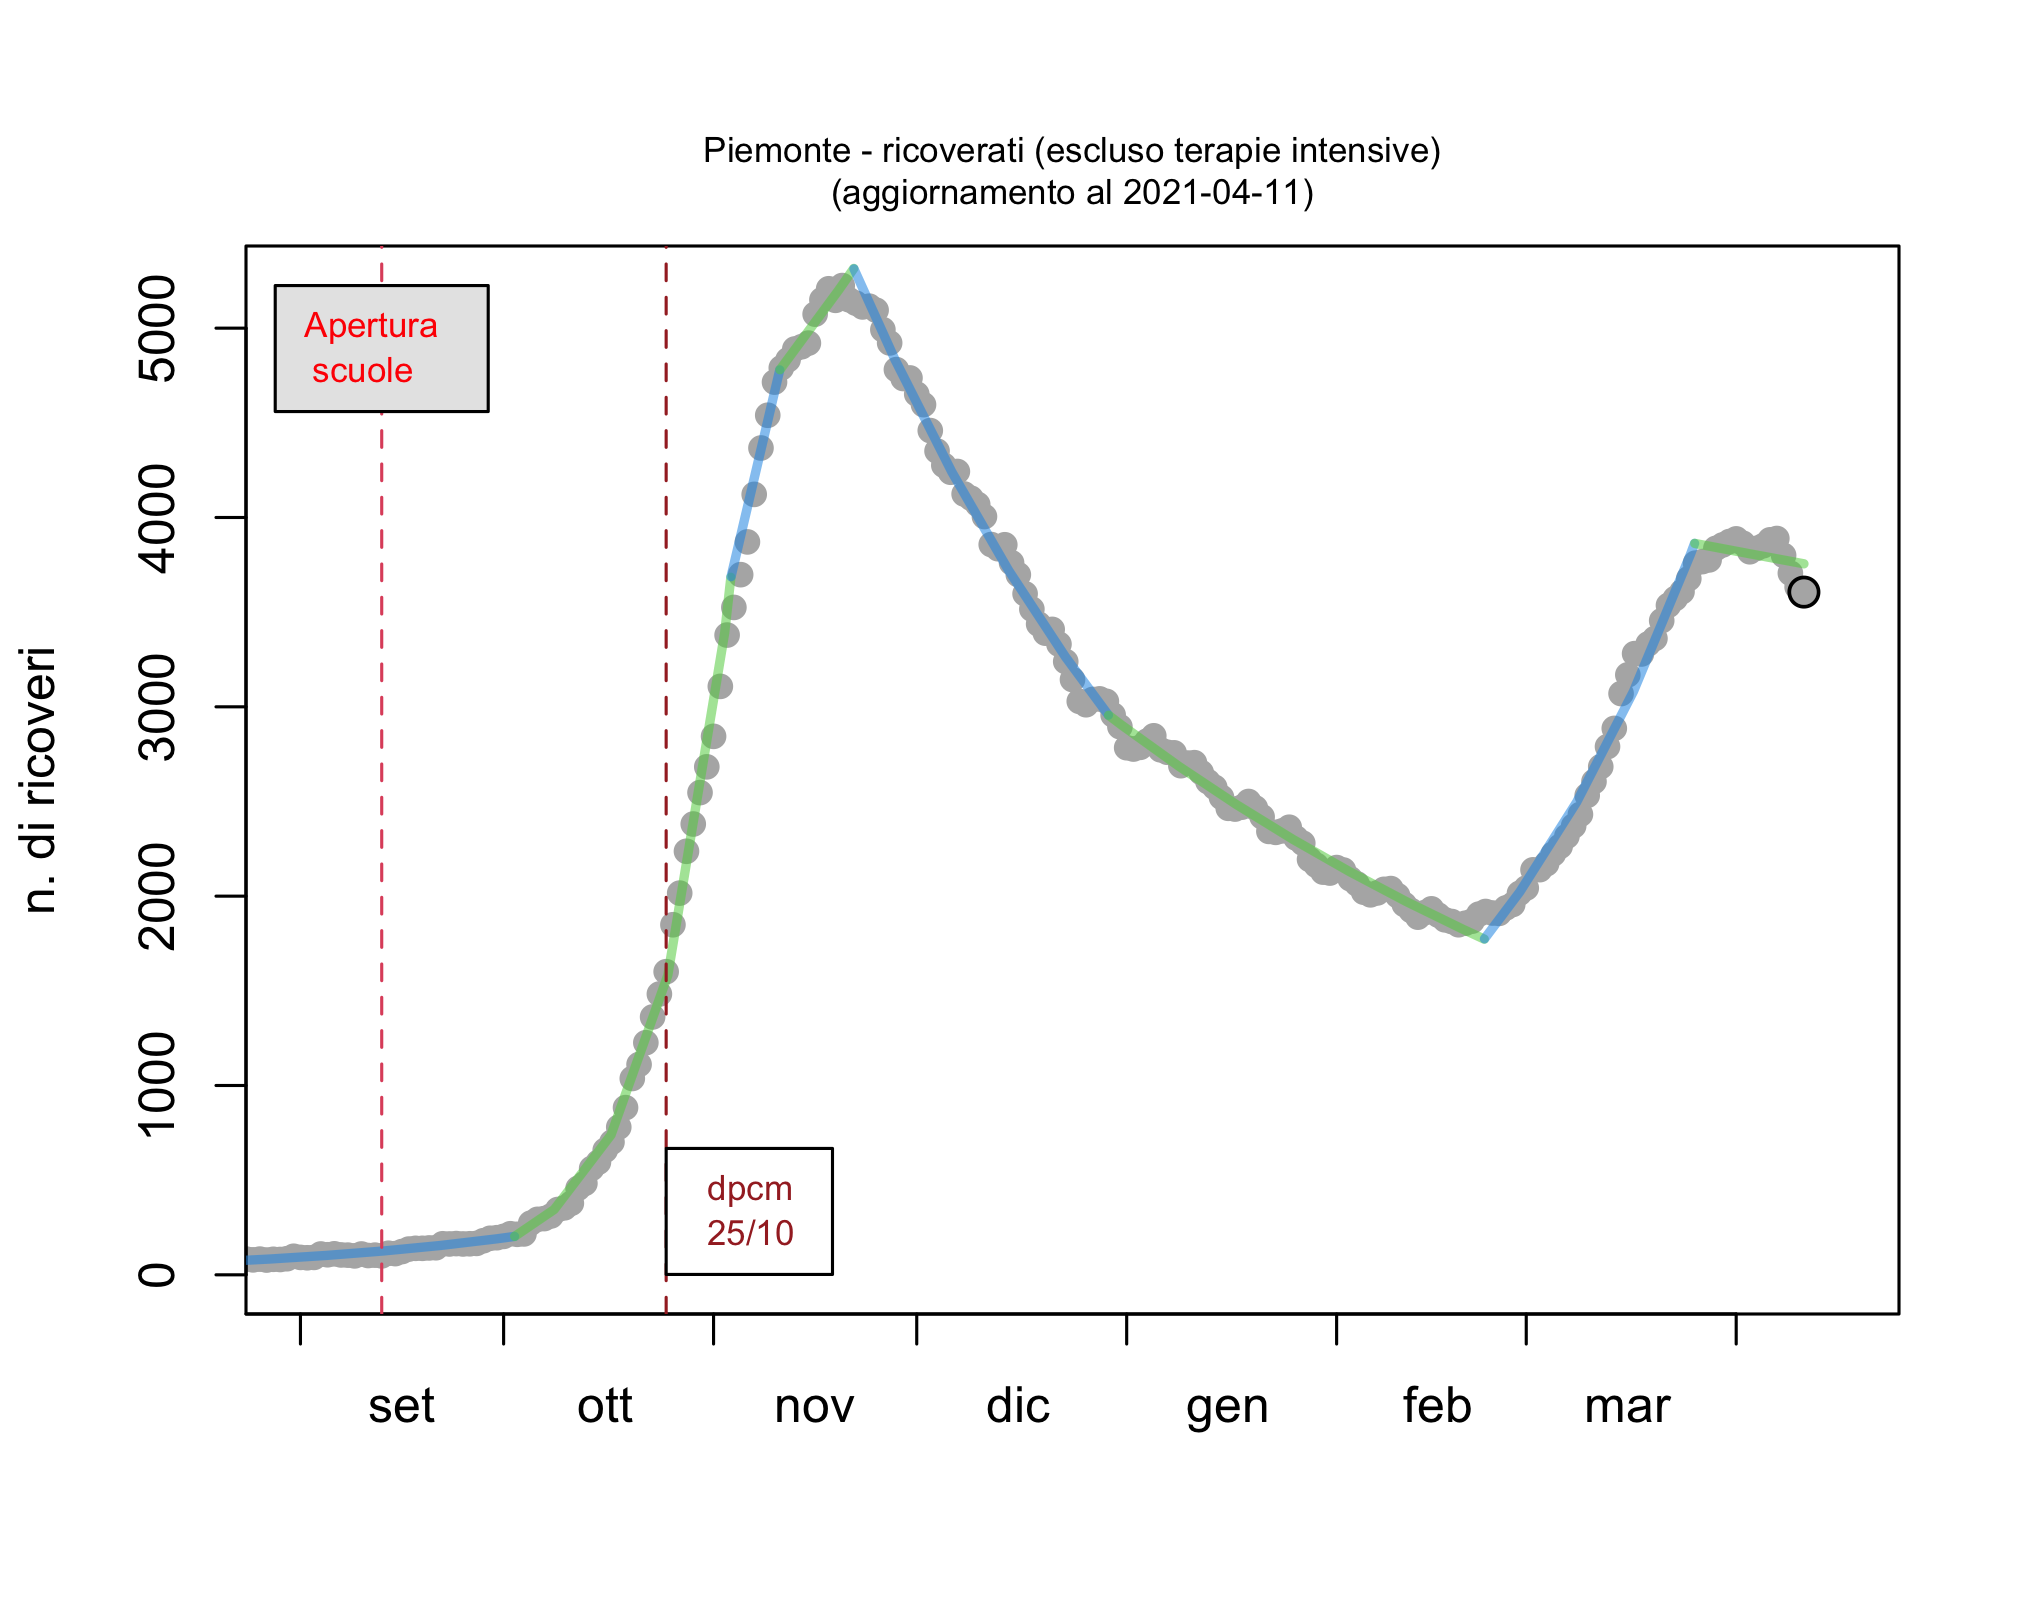 Piemonte - ricoverati (escluso terapie intensive)
(aggiornamento al 2021-04-11)
n. di ricoveri
5000
4000
3000
2000
1000
0
Apertura
scuole
dpcm
25/10
set ott nov dic gen feb mar